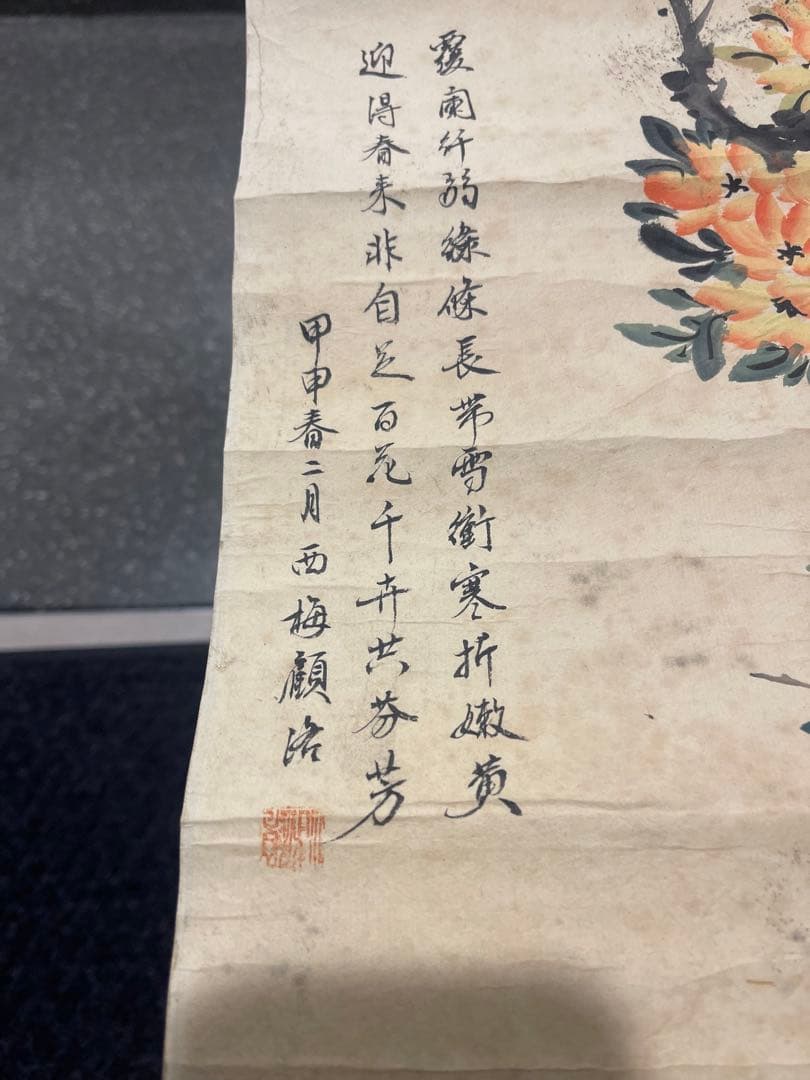 覆闌纤弱綠條長帶雪衝寒折嫩黄
迎得春来非自足百花千卉共芬芳
甲申春二月西梅顧洛